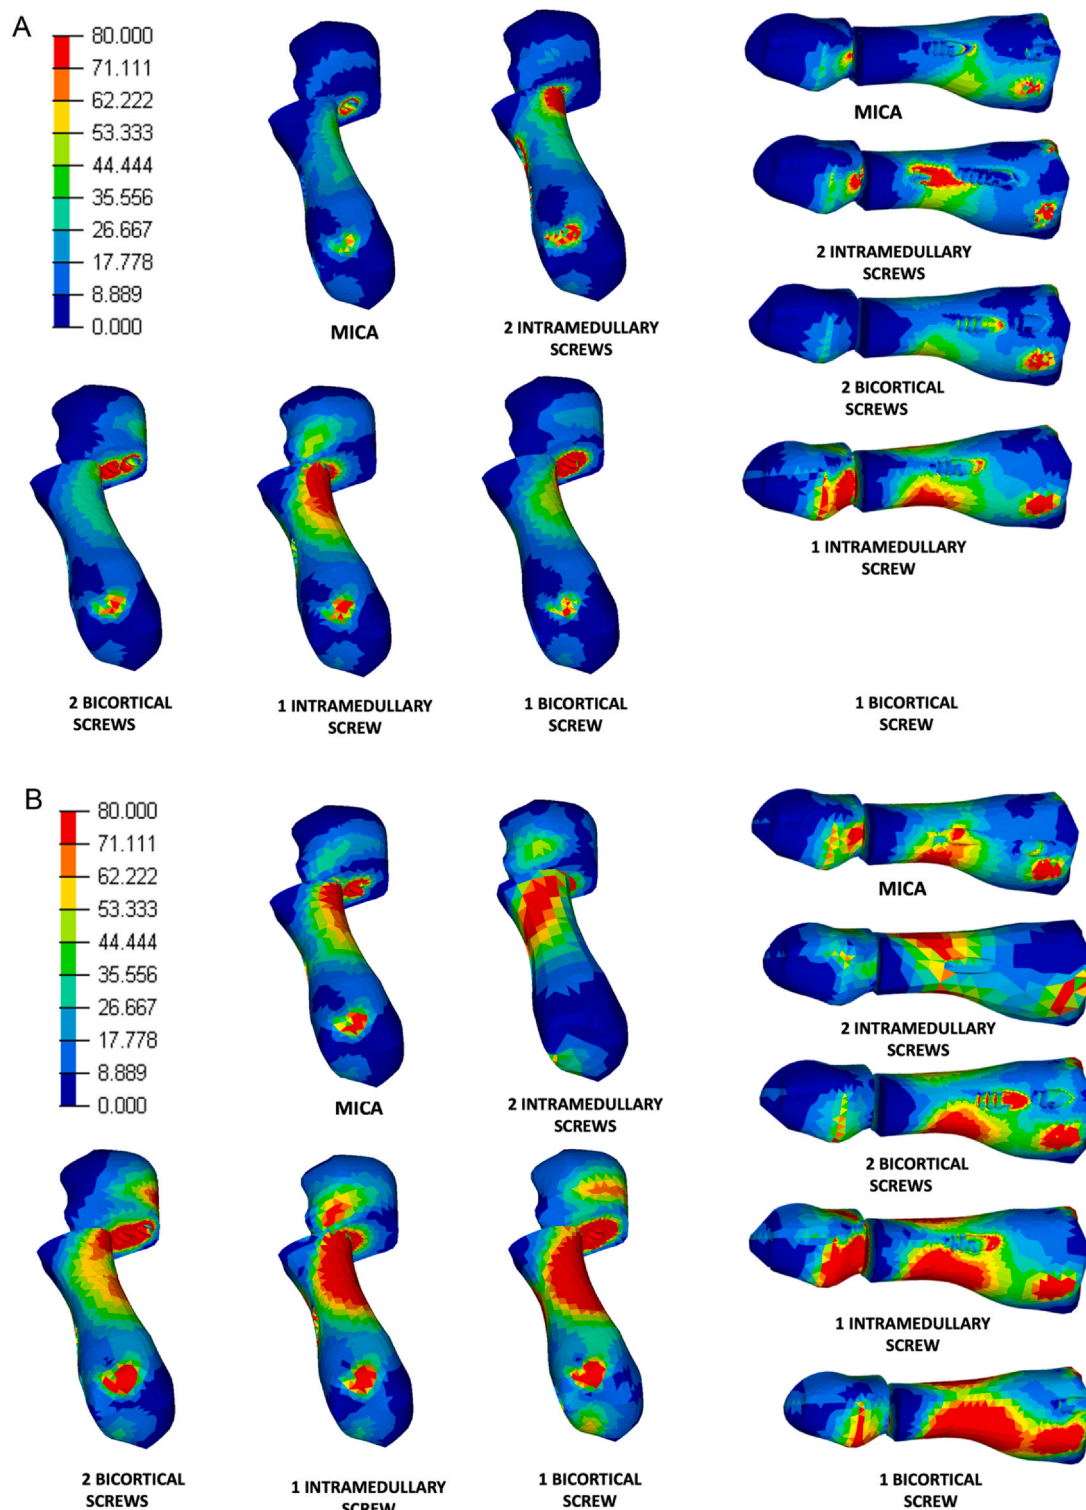 A
80.000
71.111
62.222
53.333
44.444
35.556
26.667
17.778
8.889
0.000
MICA
2 INTRAMEDULLARY
SCREWS
2 BICORTICAL
SCREWS
1 INTRAMEDULLARY
SCREW
1 BICORTICAL
SCREW
MICA
2 INTRAMEDULLARY
SCREWS
2 BICORTICAL
SCREWS
1 INTRAMEDULLARY
SCREW
1 BICORTICAL
SCREW
B
80.000
71.111
62.222
53.333
44.444
35.556
26.667
17.778
8.889
0.000
MICA
2 INTRAMEDULLARY
SCREWS
2 BICORTICAL
SCREWS
1 INTRAMEDULLARY
SCREW
1 BICORTICAL
SCREW
MICA
2 INTRAMEDULLARY
SCREWS
2 BICORTICAL
SCREWS
1 INTRAMEDULLARY
SCREW
1 BICORTICAL
SCREW